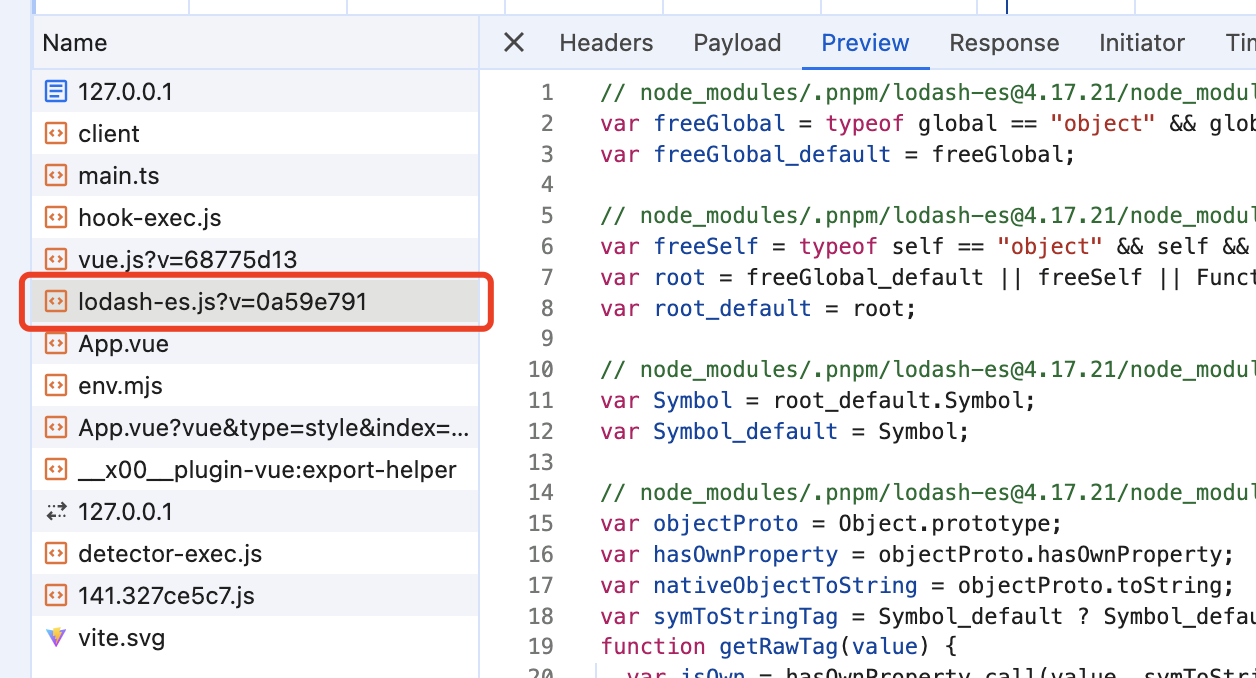 Name
127.0.0.1
client
main.ts
hook-exec.js
vue.js?v=68775d13
lodash-es.js?v=0a59e791
App.vue
env.mjs
App.vue?vue&type=style&index=...
__x00__plugin-vue:export-helper
127.0.0.1
detector-exec.js
141.327ce5c7.js
vite.svg
Headers Payload Preview Response Initiator Tim
1 // node_modules/.pnpm/lodash-es@4.17.21/node_modul
2 var freeGlobal = typeof global == "object" && glob
3 var freeGlobal_default = freeGlobal;
4
5 // node_modules/.pnpm/lodash-es@4.17.21/node_modul
6 var freeSelf = typeof self == "object" && self &&
7 var root = freeGlobal_default || freeSelf || Funct
8 var root_default = root;
9
10 // node_modules/.pnpm/lodash-es@4.17.21/node_modul
11 var Symbol = root_default.Symbol;
12 var Symbol_default = Symbol;
13
14 // node_modules/.pnpm/lodash-es@4.17.21/node_modul
15 var objectProto = Object.prototype;
16 var hasOwnProperty = objectProto.hasOwnProperty;
17 var nativeObjectToString = objectProto.toString;
18 var symToStringTag = Symbol_default ? Symbol_defau
19 function getRawTag(value) {
20 var isOwn = hasOwnProperty.call(value, symToStri